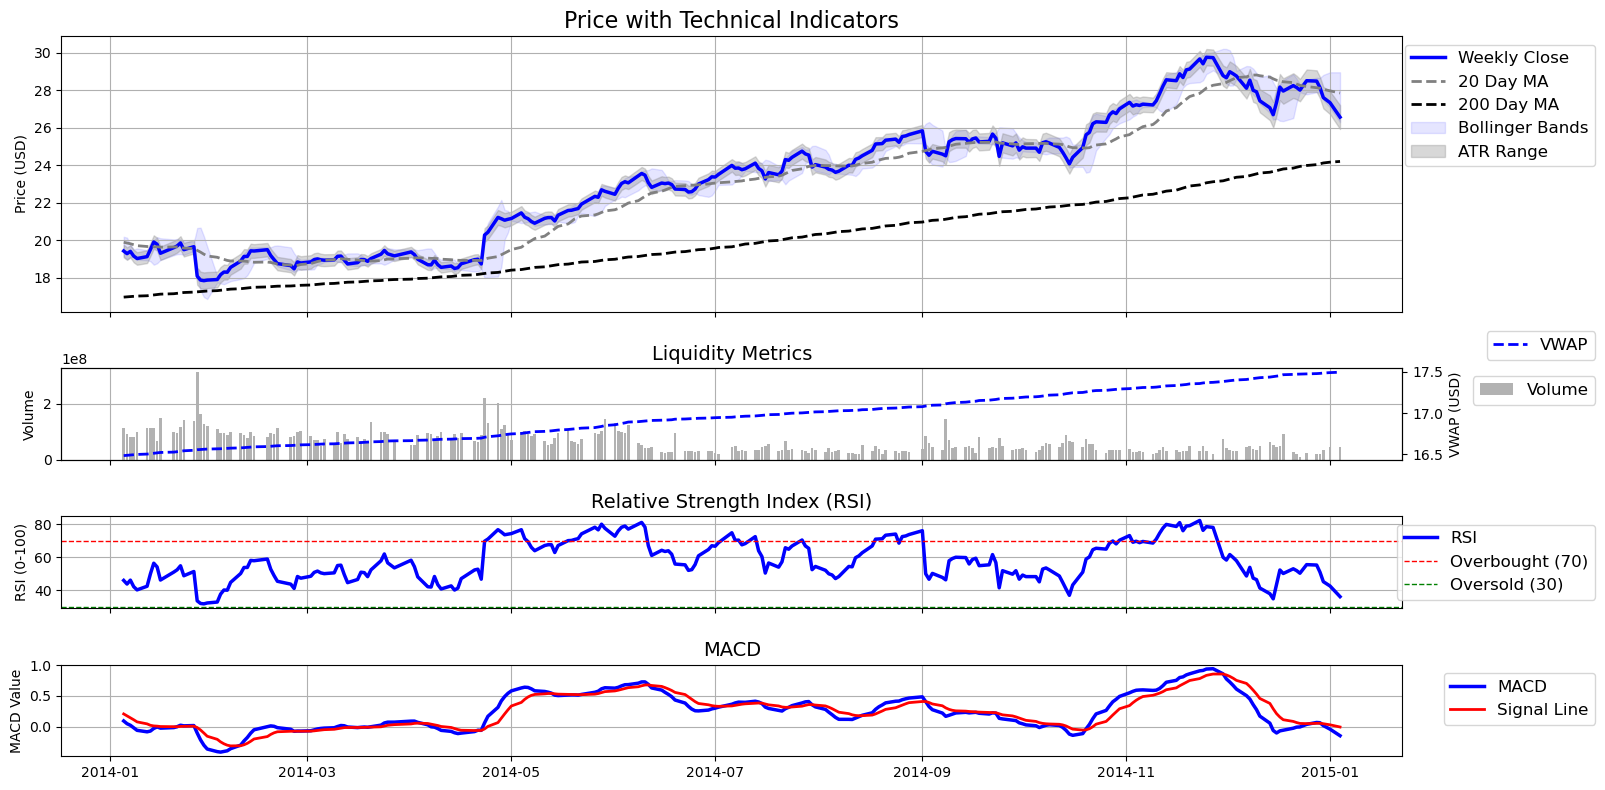 Price with Technical Indicators
Price (USD)
30
28
26
24
22
20
18
Weekly Close
20 Day MA
200 Day MA
Bollinger Bands
ATR Range
Liquidity Metrics
1e8
Volume
2
0
17.5
17.0
16.5
VWAP (USD)
VWAP
Volume
Relative Strength Index (RSI)
RSI (0-100)
80
60
40
RSI
Overbought (70)
Oversold (30)
MACD
MACD Value
1.0
0.5
0.0
MACD
Signal Line
2014-01
2014-03
2014-05
2014-07
2014-09
2014-11
2015-01